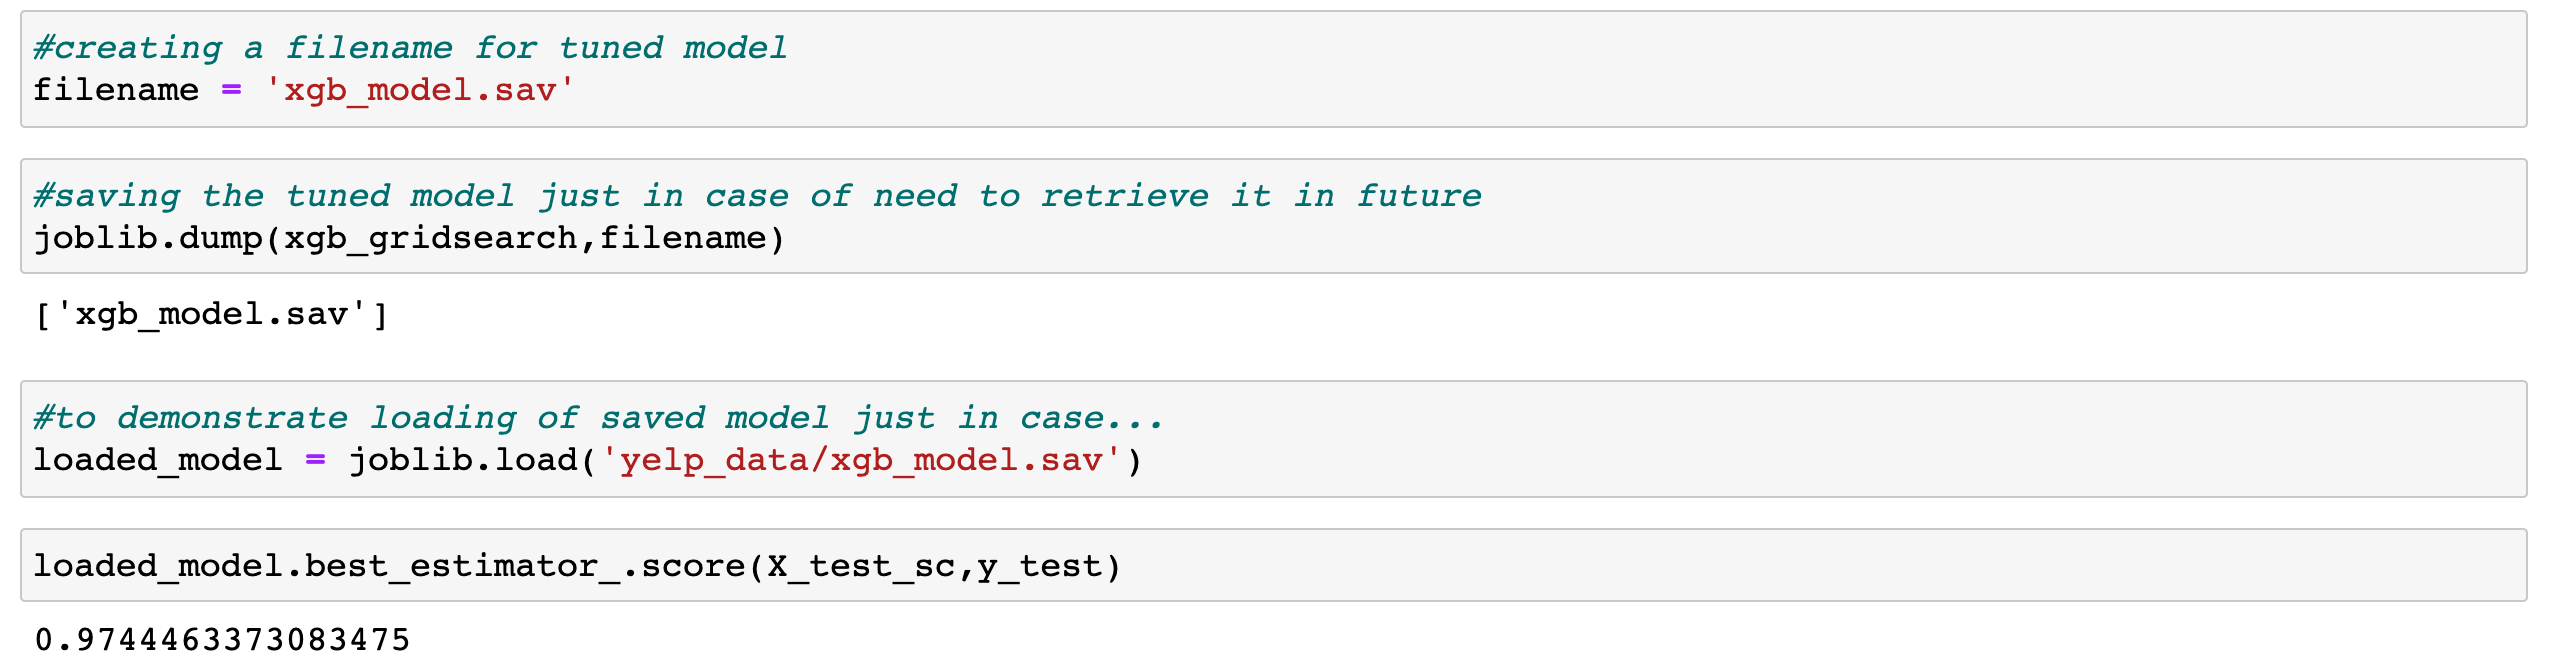 #creating a filename for tuned model
filename = 'xgb_model.sav'
#saving the tuned model just in case of need to retrieve it in future
joblib.dump(xgb_gridsearch,filename)
['xgb_model.sav']
#to demonstrate loading of saved model just in case...
loaded_model = joblib.load('yelp_data/xgb_model.sav')
loaded_model.best_estimator_.score(X_test_sc,y_test)
0.9744463373083475